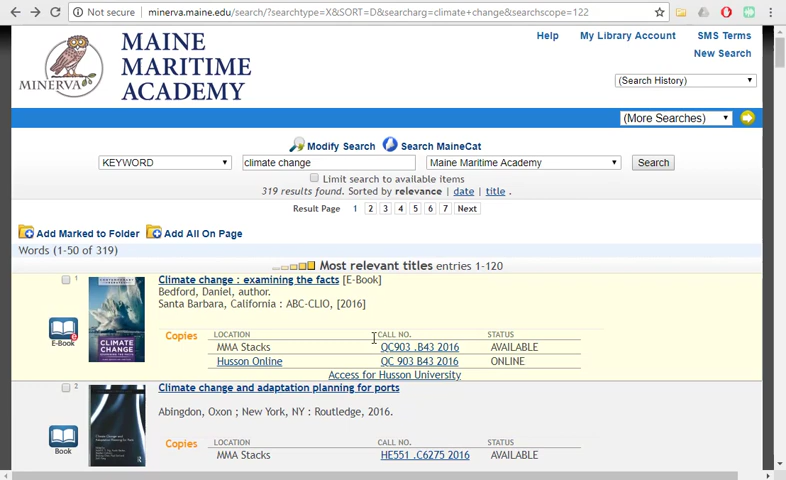 Not secure | minerva.maine.edu/search/?searchtype=X&SORT=D&searcharg=climate+change&searchscope=122
MINERVA
MAINE
MARITIME
ACADEMY
Help My Library Account SMS Terms
New Search
(Search History)
(More Searches)
Modify Search Search MaineCat
KEYWORD climate change Maine Maritime Academy Search
Limit search to available items
319 results found. Sorted by relevance | date | title .
Result Page 1 2 3 4 5 6 7 Next
Add Marked to Folder Add All On Page
Words (1-50 of 319)
Most relevant titles entries 1-120
1 Climate change : examining the facts [E-Book]
Bedford, Daniel, author.
Santa Barbara, California : ABC-CLIO, [2016]
CLIMATE
CHANGE
E-Book
Copies LOCATION CALL NO. STATUS
MMA Stacks QC903 .B43 2016 AVAILABLE
Husson Online QC 903 B43 2016 ONLINE
Access for Husson University
2 Climate change and adaptation planning for ports
Abingdon, Oxon ; New York, NY : Routledge, 2016.
Book
Copies LOCATION CALL NO. STATUS
MMA Stacks HE551 .C6275 2016 AVAILABLE